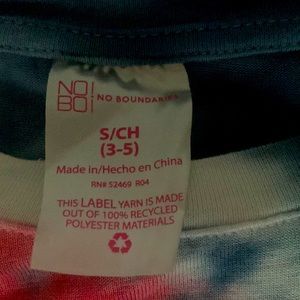 NO!
BO!
NO BOUNDARIES
S/CH
(3-5)
Made in/Hecho en China
RN# 52469 R04
THIS LABEL YARN IS MADE
OUT OF 100% RECYCLED
POLYESTER MATERIALS